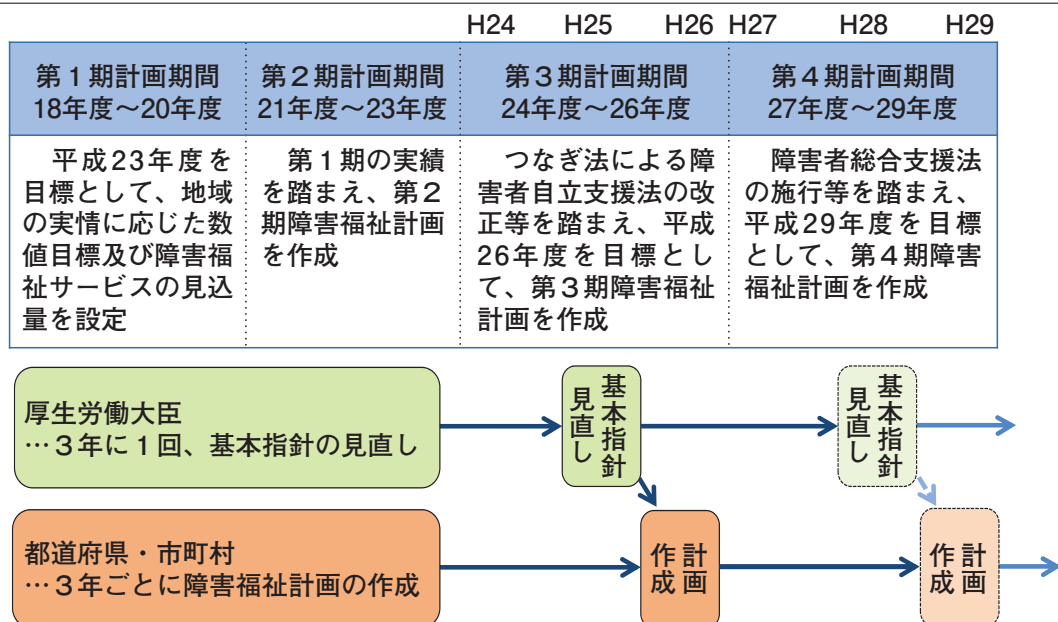 H24 H25 H26 H27 H28 H29
第１期計画期間
18年度～20年度
第２期計画期間
21年度～23年度
第３期計画期間
24年度～26年度
第４期計画期間
27年度～29年度
平成23年度を
目標として、地域
の実情に応じた数
値目標及び障害福
祉サービスの見込
量を設定
第１期の実績
を踏まえ、第２
期障害福祉計画
を作成
つなぎ法による障
害者自立支援法の改
正等を踏まえ、平成
26年度を目標とし
て、第３期障害福祉
計画を作成
障害者総合支援法
の施行等を踏まえ、
平成29年度を目標
として、第４期障害
福祉計画を作成
厚生労働大臣
…３年に１回、基本指針の見直し
基本指針
見直し
基本指針
見直し
都道府県・市町村
…３年ごとに障害福祉計画の作成
計画
作成
計画
作成